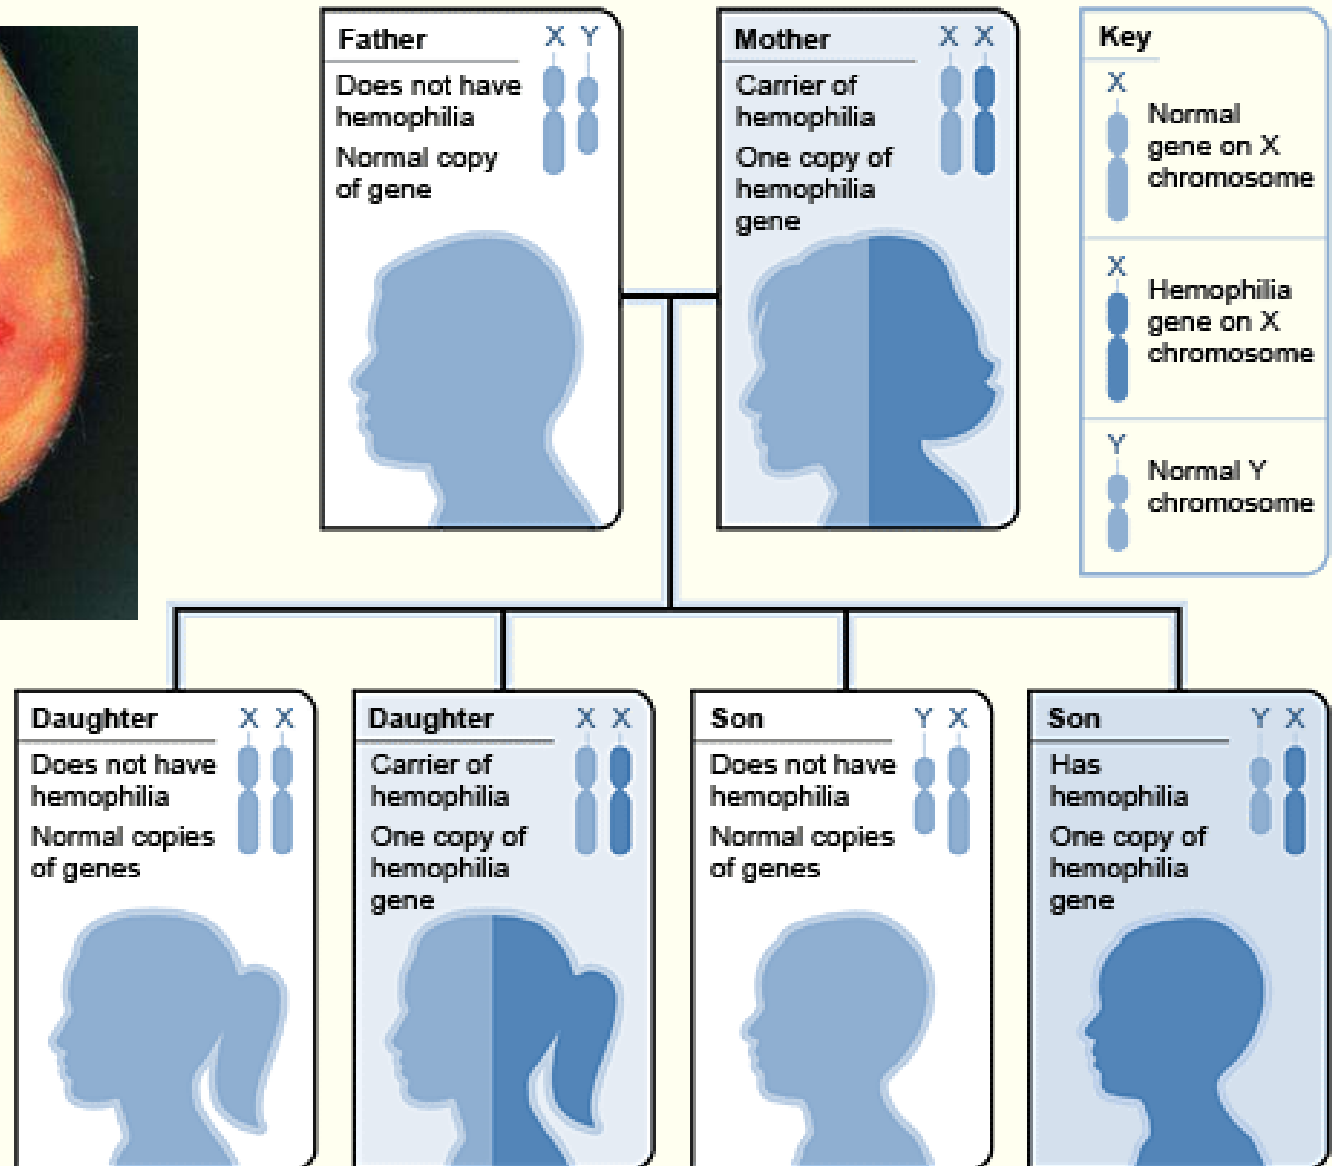 Father
X Y
Does not have
hemophilia
Normal copy
of gene
Mother
X X
Carrier of
hemophilia
One copy of
hemophilia
gene
Key
X
Normal
gene on X
chromosome
X
Hemophilia
gene on X
chromosome
Y
Normal Y
chromosome
Daughter
X X
Does not have
hemophilia
Normal copies
of genes
Daughter
X X
Carrier of
hemophilia
One copy of
hemophilia
gene
Son
Y X
Does not have
hemophilia
Normal copies
of genes
Son
Y X
Has
hemophilia
One copy of
hemophilia
gene